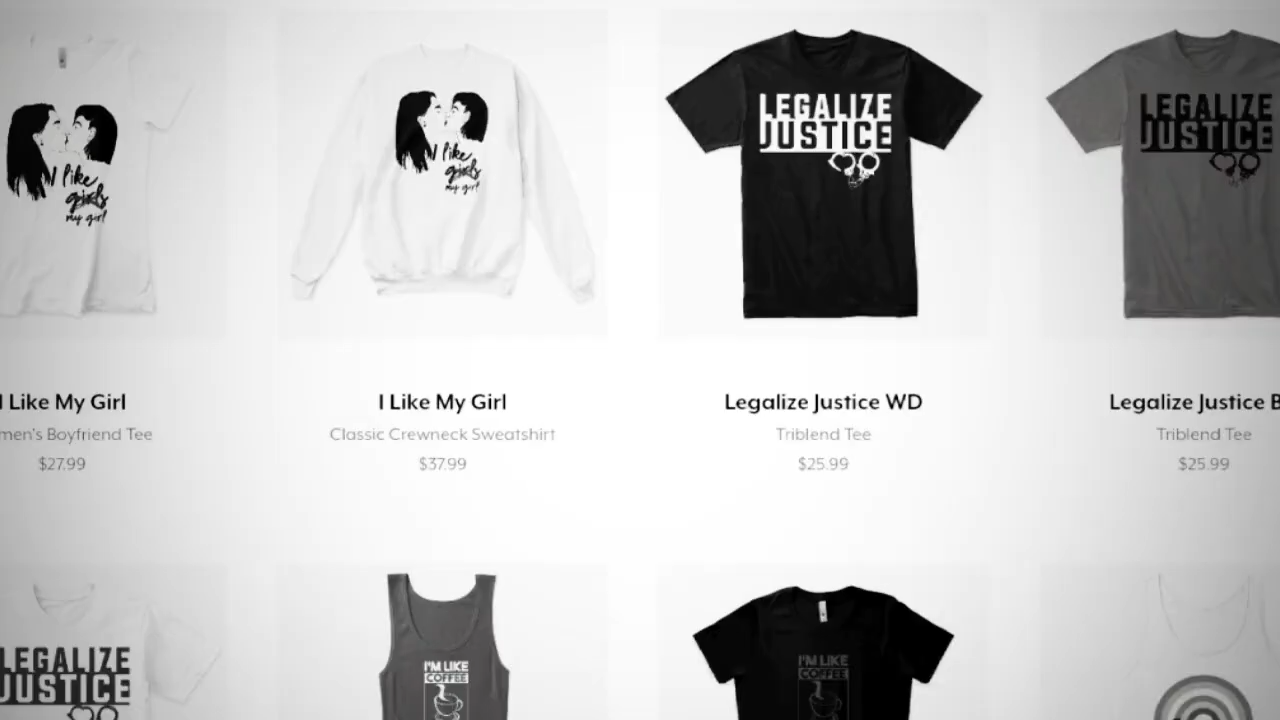 I like
girls
my girl
I like
girls
my girl
LEGALIZE
JUSTICE
LEGALIZE
JUSTICE
I Like My Girl
I Like My Girl
Legalize Justice WD
Legalize Justice B
men's Boyfriend Tee
Classic Crewneck Sweatshirt
Triblend Tee
Triblend Tee
$27.99
$37.99
$25.99
$25.99
LEGALIZE
JUSTICE
I'M LIKE
COFFEE
I'M LIKE
COFFEE